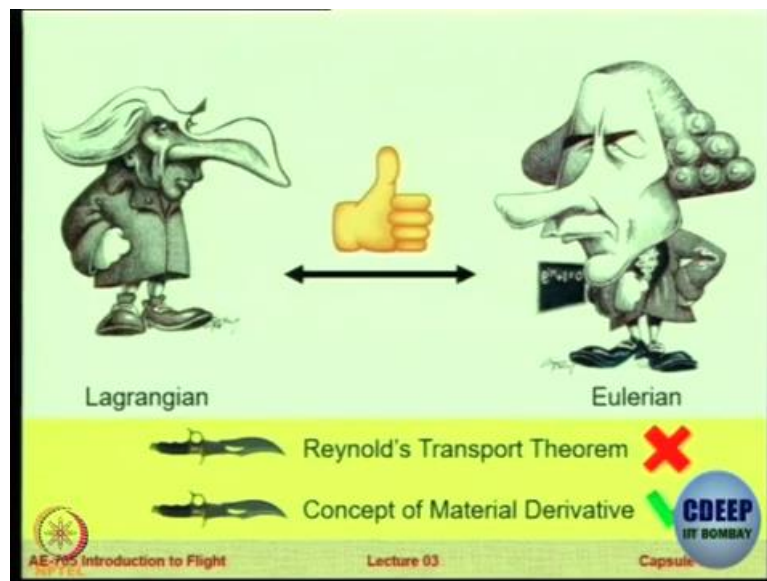 Lagrangian
Eulerian
Reynold's Transport Theorem
Concept of Material Derivative
CDEEP
IIT BOMBAY
NPTEL
AE-705 Introduction to Flight
Lecture 03
Capsule